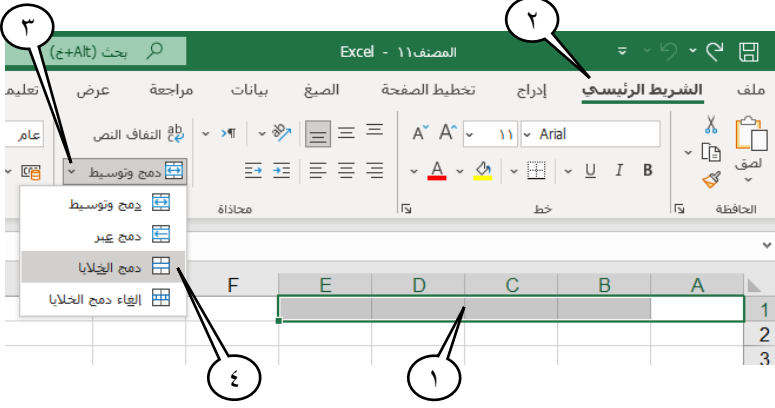 ٣
٢
المصنف١١ - Excel
بحث (Alt+خ)
ملف الشريط الرئيسي إدراج تخطيط الصفحة الصيغ بيانات مراجعة عرض تعليم
لصق
Arial ١١
التفاف النص
عام
B I U A
دمج وتوسيط
الحافظة خط محاذاة
دمج وتوسيط
دمج عبر
دمج الخلايا
إلغاء دمج الخلايا
A B C D E F
1
2
3
٤
١